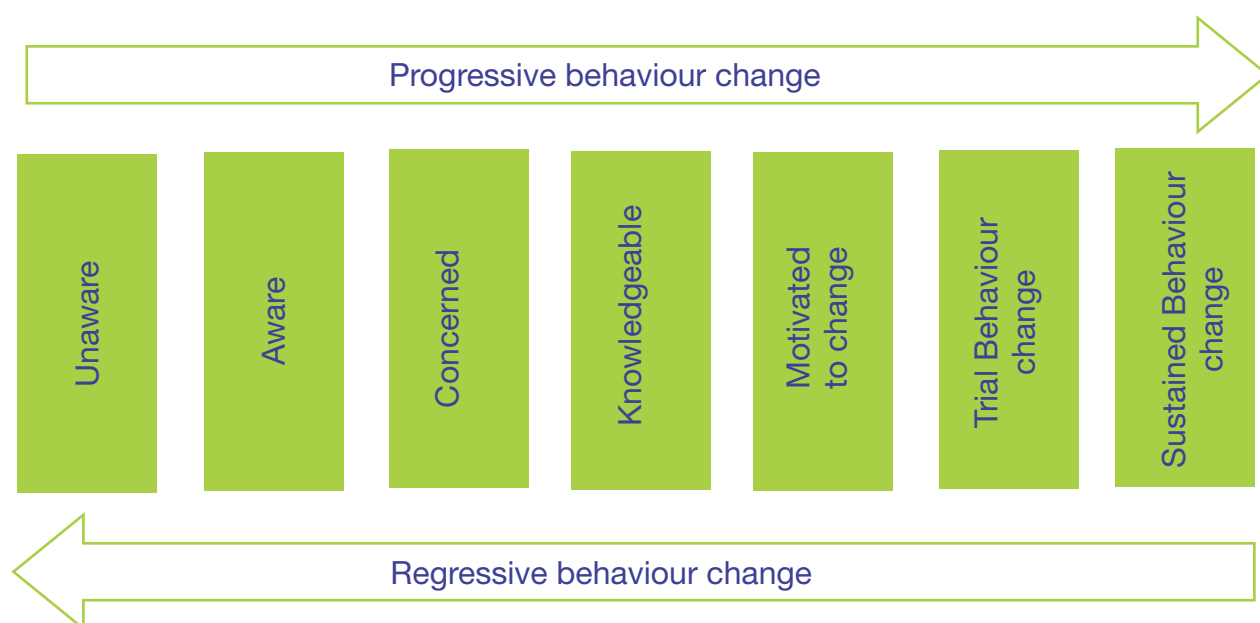 Progressive behaviour change
Unaware
Aware
Concerned
Knowledgeable
Motivated
to change
Trial Behaviour
change
Sustained Behaviour
change
Regressive behaviour change